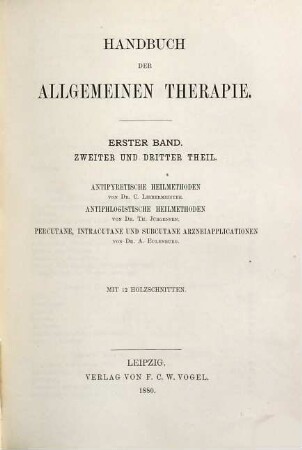 HANDBUCH
DER
ALLGEMEINEN THERAPIE.
ERSTER BAND.
ZWEITER UND DRITTER THEIL.
ANTIPYRETISCHE HEILMETHODEN
VON DR. C. LIEBERMEISTER.
ANTIPHLOGISTISCHE HEILMETHODEN
VON DR. TH. JÜRGENSEN.
PERCUTANE, INTRACUTANE UND SUBCUTANE ARZNEIAPPLICATIONEN
VON DR. A. EULENBURG.
MIT 12 HOLZSCHNITTEN.
LEIPZIG,
VERLAG VON F. C. W. VOGEL.
1880.